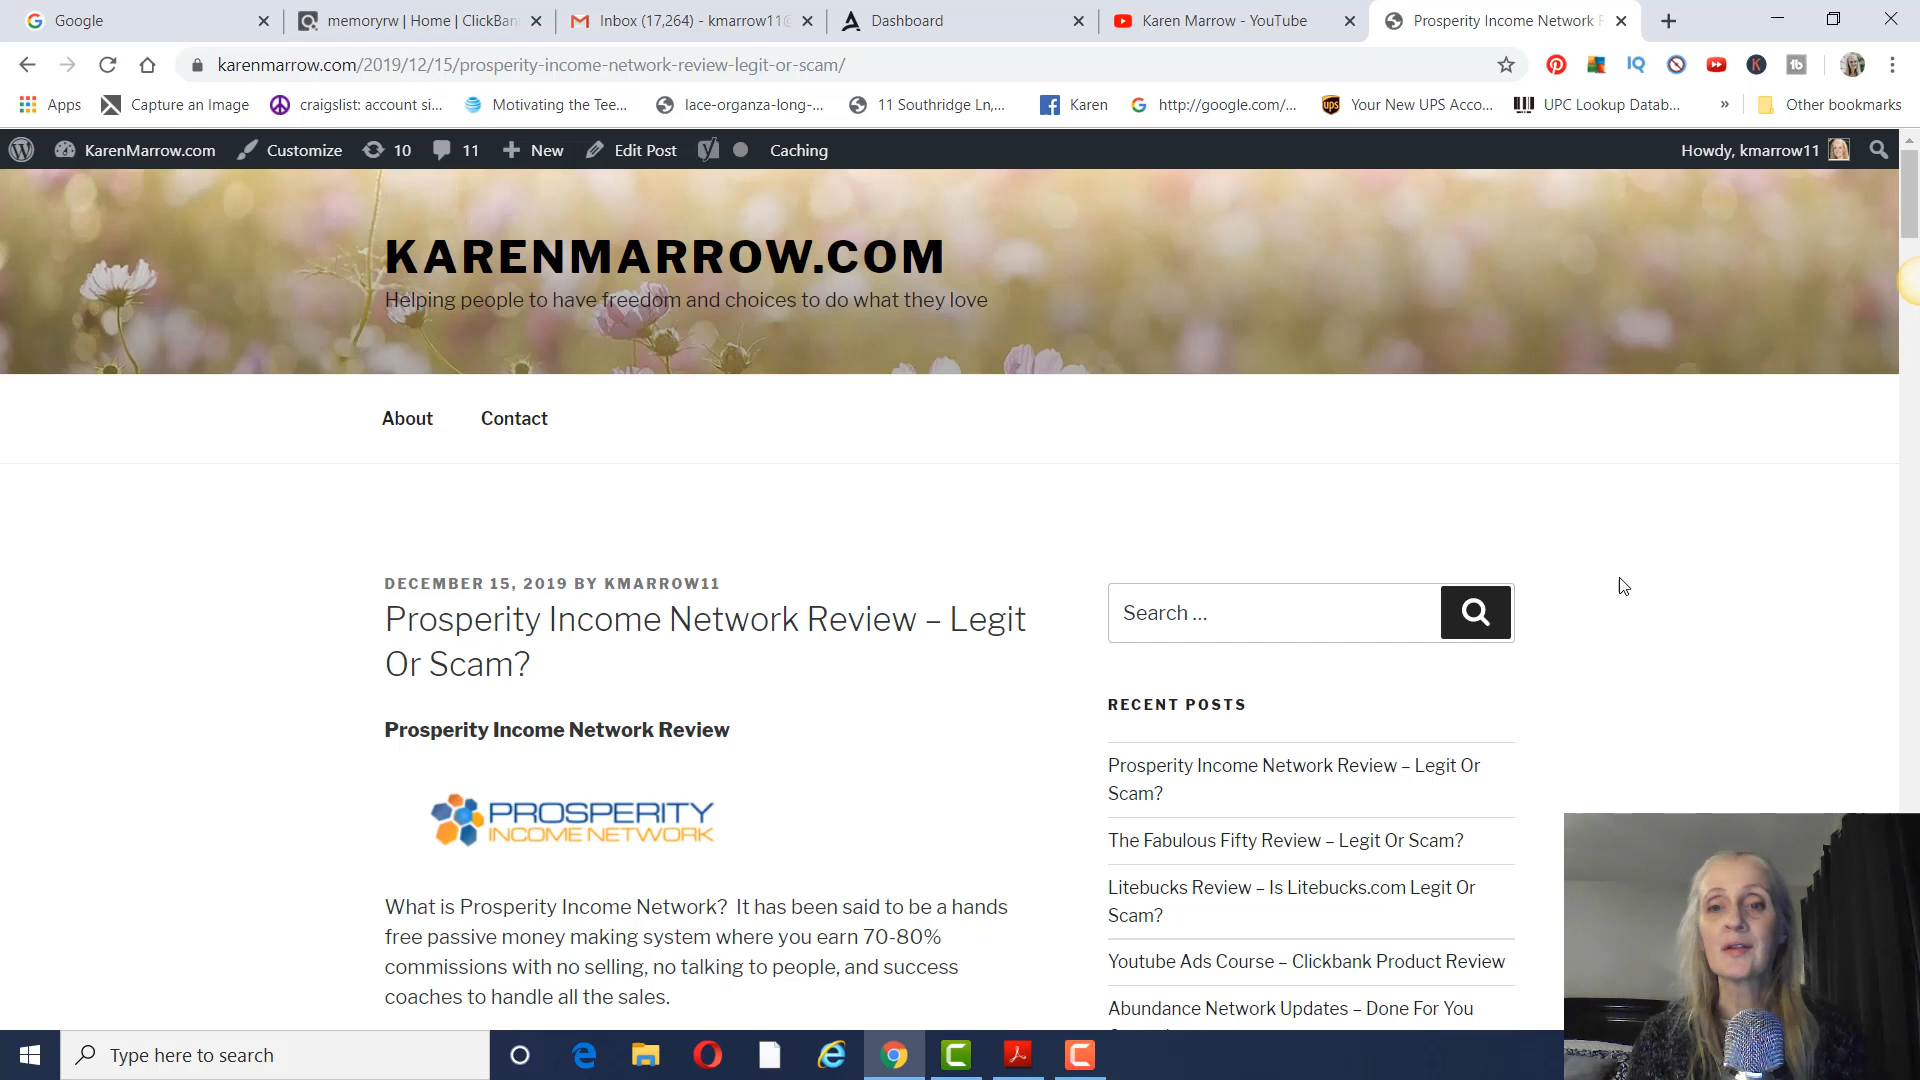 Google
memoryrw | Home | ClickBan
Inbox (17,264) - kmarrow11@
Dashboard
Karen Marrow - YouTube
Prosperity Income Network R
karenmarrow.com/2019/12/15/prosperity-income-network-review-legit-or-scam/
Apps
Capture an Image
craigslist: account si...
Motivating the Tee...
lace-organza-long-...
11 Southridge Ln,...
Karen
http://google.com/...
Your New UPS Acco...
UPC Lookup Datab...
»
Other bookmarks
KarenMarrow.com
Customize
10
11
New
Edit Post
Caching
Howdy, kmarrow11
KARENMARROW.COM
Helping people to have freedom and choices to do what they love
About
Contact
DECEMBER 15, 2019 BY KMARROW11
Prosperity Income Network Review – Legit
Or Scam?
Prosperity Income Network Review
PROSPERITY
INCOME NETWORK
What is Prosperity Income Network?  It has been said to be a hands
free passive money making system where you earn 70-80%
commissions with no selling, no talking to people, and success
coaches to handle all the sales.
Search ...
RECENT POSTS
Prosperity Income Network Review – Legit Or
Scam?
The Fabulous Fifty Review – Legit Or Scam?
Litebucks Review – Is Litebucks.com Legit Or
Scam?
Youtube Ads Course – Clickbank Product Review
Abundance Network Updates – Done For You
Type here to search